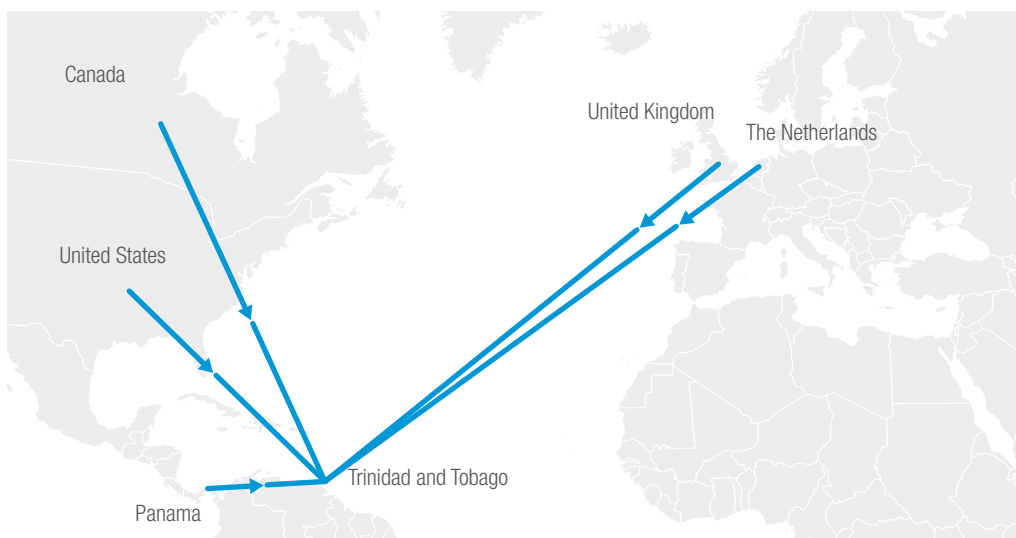 Canada
United Kingdom
The Netherlands
United States
Trinidad and Tobago
Panama